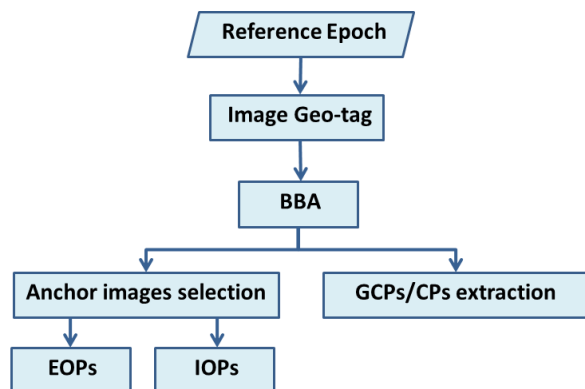 Reference Epoch
Image Geo-tag
BBA
Anchor images selection
GCPs/CPs extraction
EOPs
IOPs